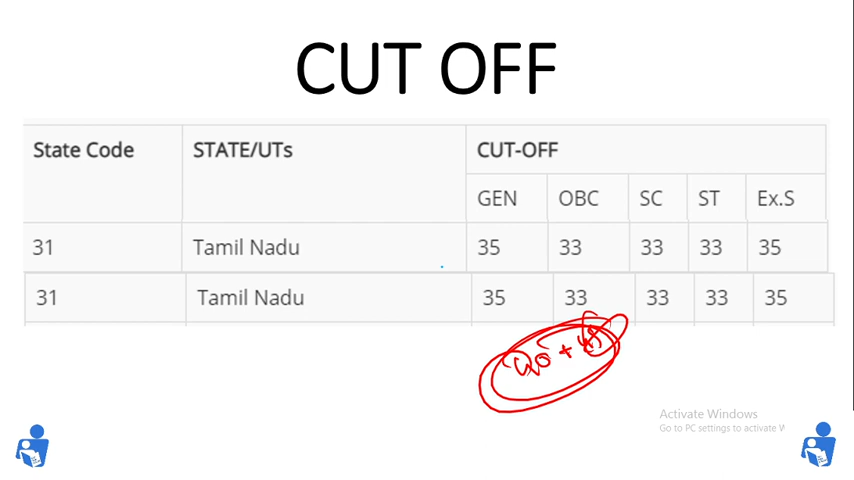 CUT OFF
State Code STATE/UTs CUT-OFF
GEN OBC SC ST Ex.S
31 Tamil Nadu 35 33 33 33 35
31 Tamil Nadu 35 33 33 33 35
40 +
Activate Windows
Go to PC settings to activate W